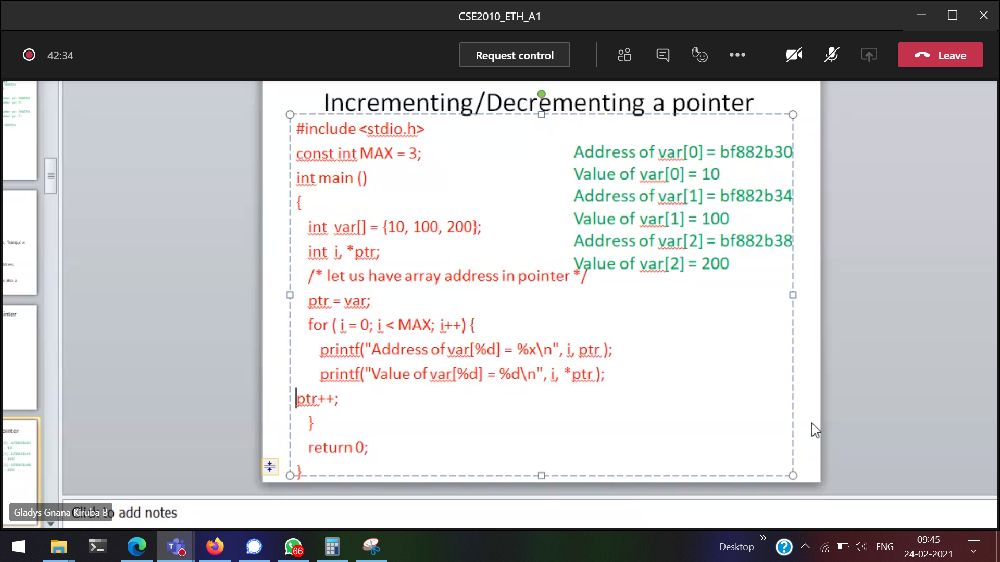 CSE2010_ETH_A1
42:34
Request control
Leave
Incrementing/Decrementing a pointer
#include <stdio.h>
const int MAX = 3;
int main ()
{
int var[] = {10, 100, 200};
int i, *ptr;
/* let us have array address in pointer */
ptr = var;
for ( i = 0; i < MAX; i++) {
printf("Address of var[%d] = %x\n", i, ptr );
printf("Value of var[%d] = %d\n", i, *ptr );
ptr++;
}
return 0;
}
Address of var[0] = bf882b30
Value of var[0] = 10
Address of var[1] = bf882b34
Value of var[1] = 100
Address of var[2] = bf882b38
Value of var[2] = 200
inter
ointer
Gladys Gnana Kiruba B
Click to add notes
66
Desktop
ENG
09:45
24-02-2021